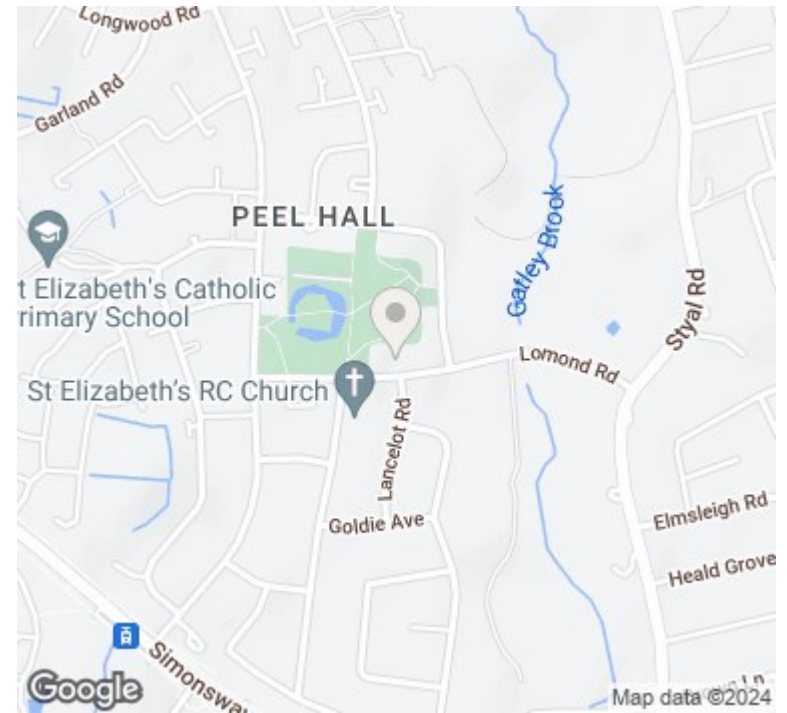 Longwood Rd
Garland Rd
PEEL HALL
Gatley Brook
t Elizabeth's Catholic
rimary School
Styal Rd
Lomond Rd
St Elizabeth's RC Church
Lancelot Rd
Goldie Ave
Elmsleigh Rd
Heald Grove
Simonsway
Google
Ln
Map data ©2024